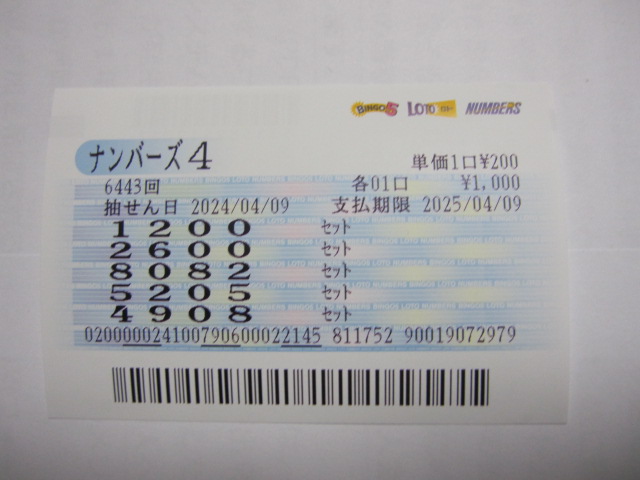 BINGO5 LOTO ロト NUMBERS
ナンバーズ4 単価1口¥200
6443回 各01口 ¥1,000
抽せん日 2024/04/09 支払期限 2025/04/09
1200 セット
2600 セット
8082 セット
5205 セット
4908 セット
020000024100790600022145 811752 90019072979